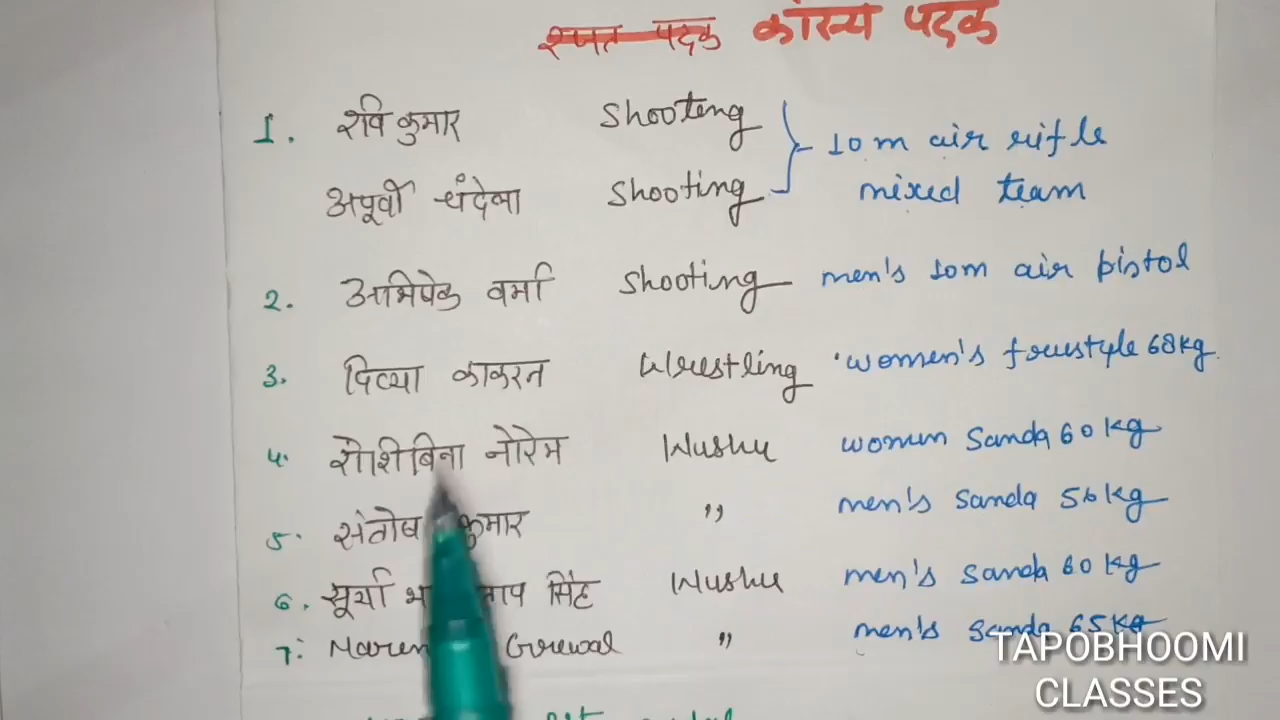 रजत पदक कांस्य पदक
1. रवि कुमार Shooting
10m air rifle
अपूर्वी चंदेला Shooting mixed team
2. अभिषेक वर्मा Shooting men's 10m air pistol
3. दिव्या काकरन Wrestling women's freestyle 68kg
4. रोशिबिना नोरेम Wushu women Sanda 60kg
5. संतोष कुमार ,, men's Sanda 56kg
6. सूर्या सिंह Wushu men's Sanda 60kg
7. Grewal ,, men's Sanda 65kg
TAPOBHOOMI
CLASSES